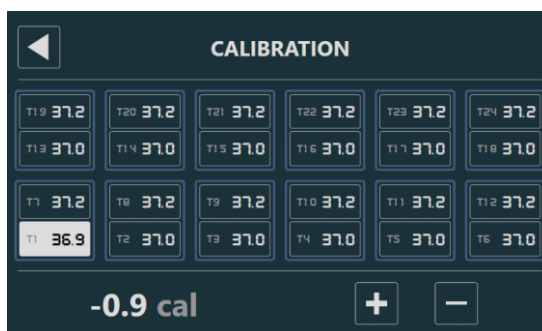 CALIBRATION
T19 37.2 T20 37.2 T21 37.2 T22 37.2 T23 37.2 T24 37.2
T13 37.0 T14 37.0 T15 37.0 T16 37.0 T17 37.0 T18 37.0
T7 37.2 T8 37.2 T9 37.2 T10 37.2 T11 37.2 T12 37.2
T1 36.9 T2 37.0 T3 37.0 T4 37.0 T5 37.0 T6 37.0
-0.9 cal + −